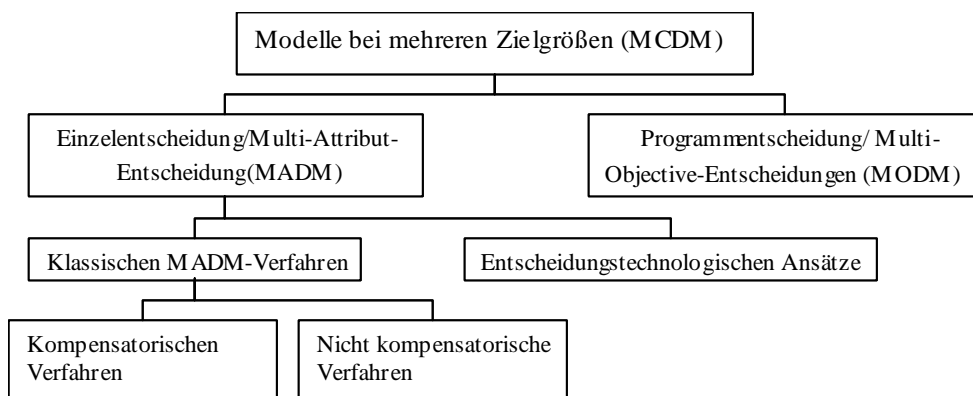 Modelle bei mehreren Zielgrößen (MCDM)
Einzelentscheidung/Multi-Attribut-
Entscheidung(MADM)
Programmentscheidung/ Multi-
Objective-Entscheidungen (MODM)
Klassischen MADM-Verfahren
Entscheidungstechnologischen Ansätze
Kompensatorischen
Verfahren
Nicht kompensatorische
Verfahren